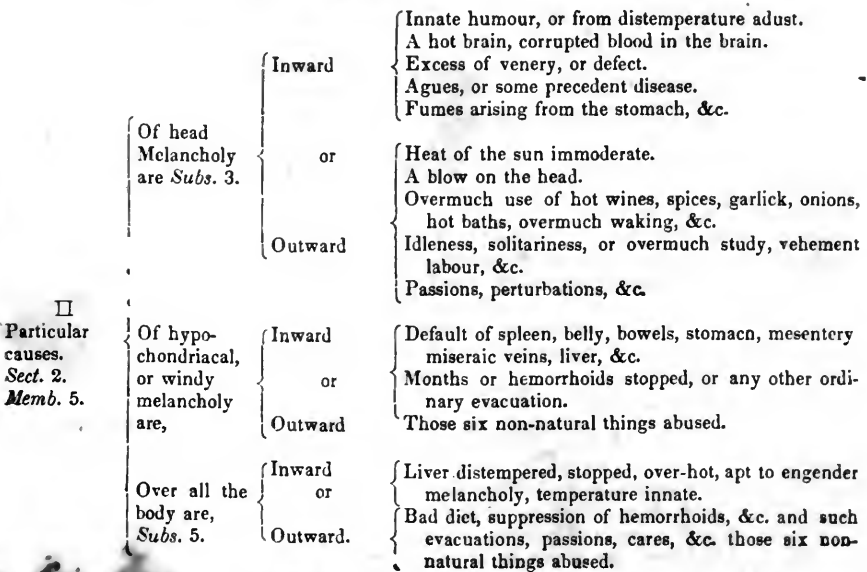 Π
Particular
causes.
Sect. 2.
Memb. 5.
Of head
Melancholy
are Subs. 3.
Inward
or
Outward
Innate humour, or from distemperature adust.
A hot brain, corrupted blood in the brain.
Excess of venery, or defect.
Agues, or some precedent disease.
Fumes arising from the stomach, &c.
Heat of the sun immoderate.
A blow on the head.
Overmuch use of hot wines, spices, garlick, onions,
hot baths, overmuch waking, &c.
Idleness, solitariness, or overmuch study, vehement
labour, &c.
Passions, perturbations, &c.
Of hypo-
chondriacal,
or windy
melancholy
are,
Inward
or
Outward
Default of spleen, belly, bowels, stomacn, mesentery
miseraic veins, liver, &c.
Months or hemorrhoids stopped, or any other ordi-
nary evacuation.
Those six non-natural things abused.
Over all the
body are,
Subs. 5.
Inward
or
Outward.
Liver distempered, stopped, over-hot, apt to engender
melancholy, temperature innate.
Bad diet, suppression of hemorrhoids, &c. and such
evacuations, passions, cares, &c. those six non-
natural things abused.